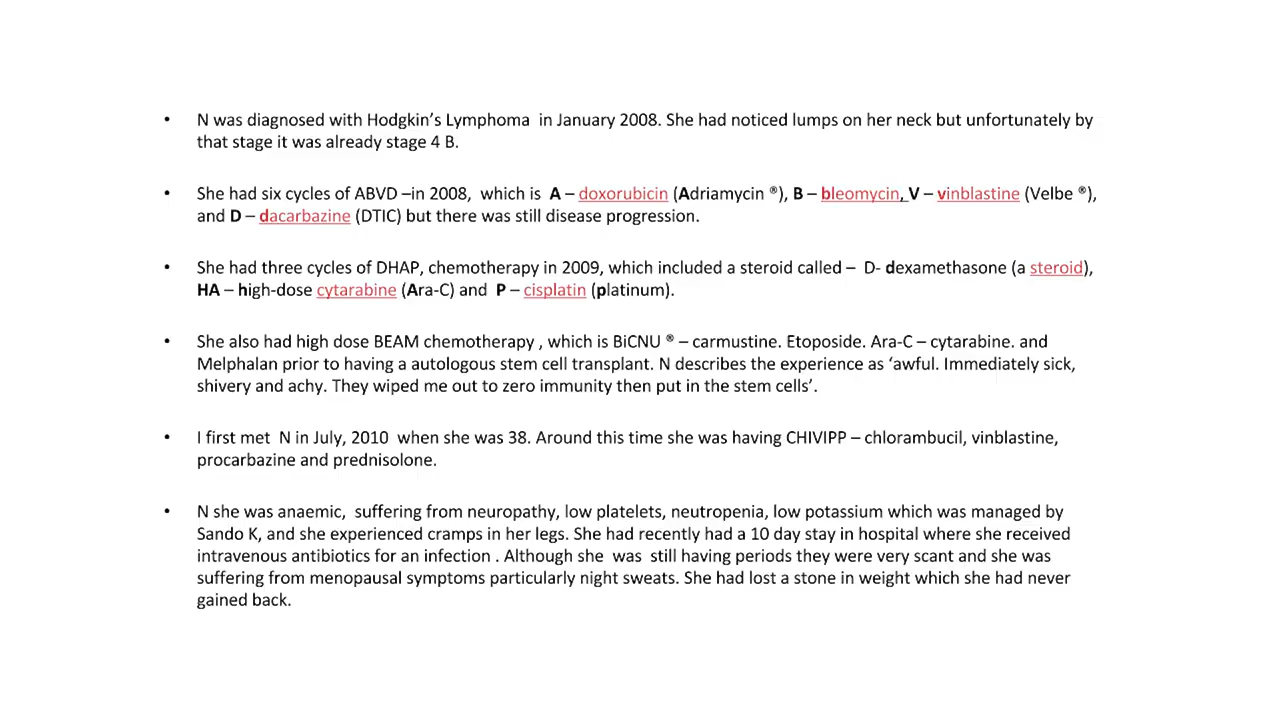 • N was diagnosed with Hodgkin’s Lymphoma  in January 2008. She had noticed lumps on her neck but unfortunately by
that stage it was already stage 4 B.
• She had six cycles of ABVD –in 2008,  which is  A – doxorubicin (Adriamycin ®), B – bleomycin, V – vinblastine (Velbe ®),
and D – dacarbazine (DTIC) but there was still disease progression.
• She had three cycles of DHAP, chemotherapy in 2009, which included a steroid called –  D- dexamethasone (a steroid),
HA – high-dose cytarabine (Ara-C) and  P – cisplatin (platinum).
• She also had high dose BEAM chemotherapy , which is BiCNU ® – carmustine. Etoposide. Ara-C – cytarabine. and
Melphalan prior to having a autologous stem cell transplant. N describes the experience as ‘awful. Immediately sick,
shivery and achy. They wiped me out to zero immunity then put in the stem cells’.
• I first met  N in July, 2010  when she was 38. Around this time she was having CHIVIPP – chlorambucil, vinblastine,
procarbazine and prednisolone.
• N she was anaemic,  suffering from neuropathy, low platelets, neutropenia, low potassium which was managed by
Sando K, and she experienced cramps in her legs. She had recently had a 10 day stay in hospital where she received
intravenous antibiotics for an infection . Although she  was  still having periods they were very scant and she was
suffering from menopausal symptoms particularly night sweats. She had lost a stone in weight which she had never
gained back.